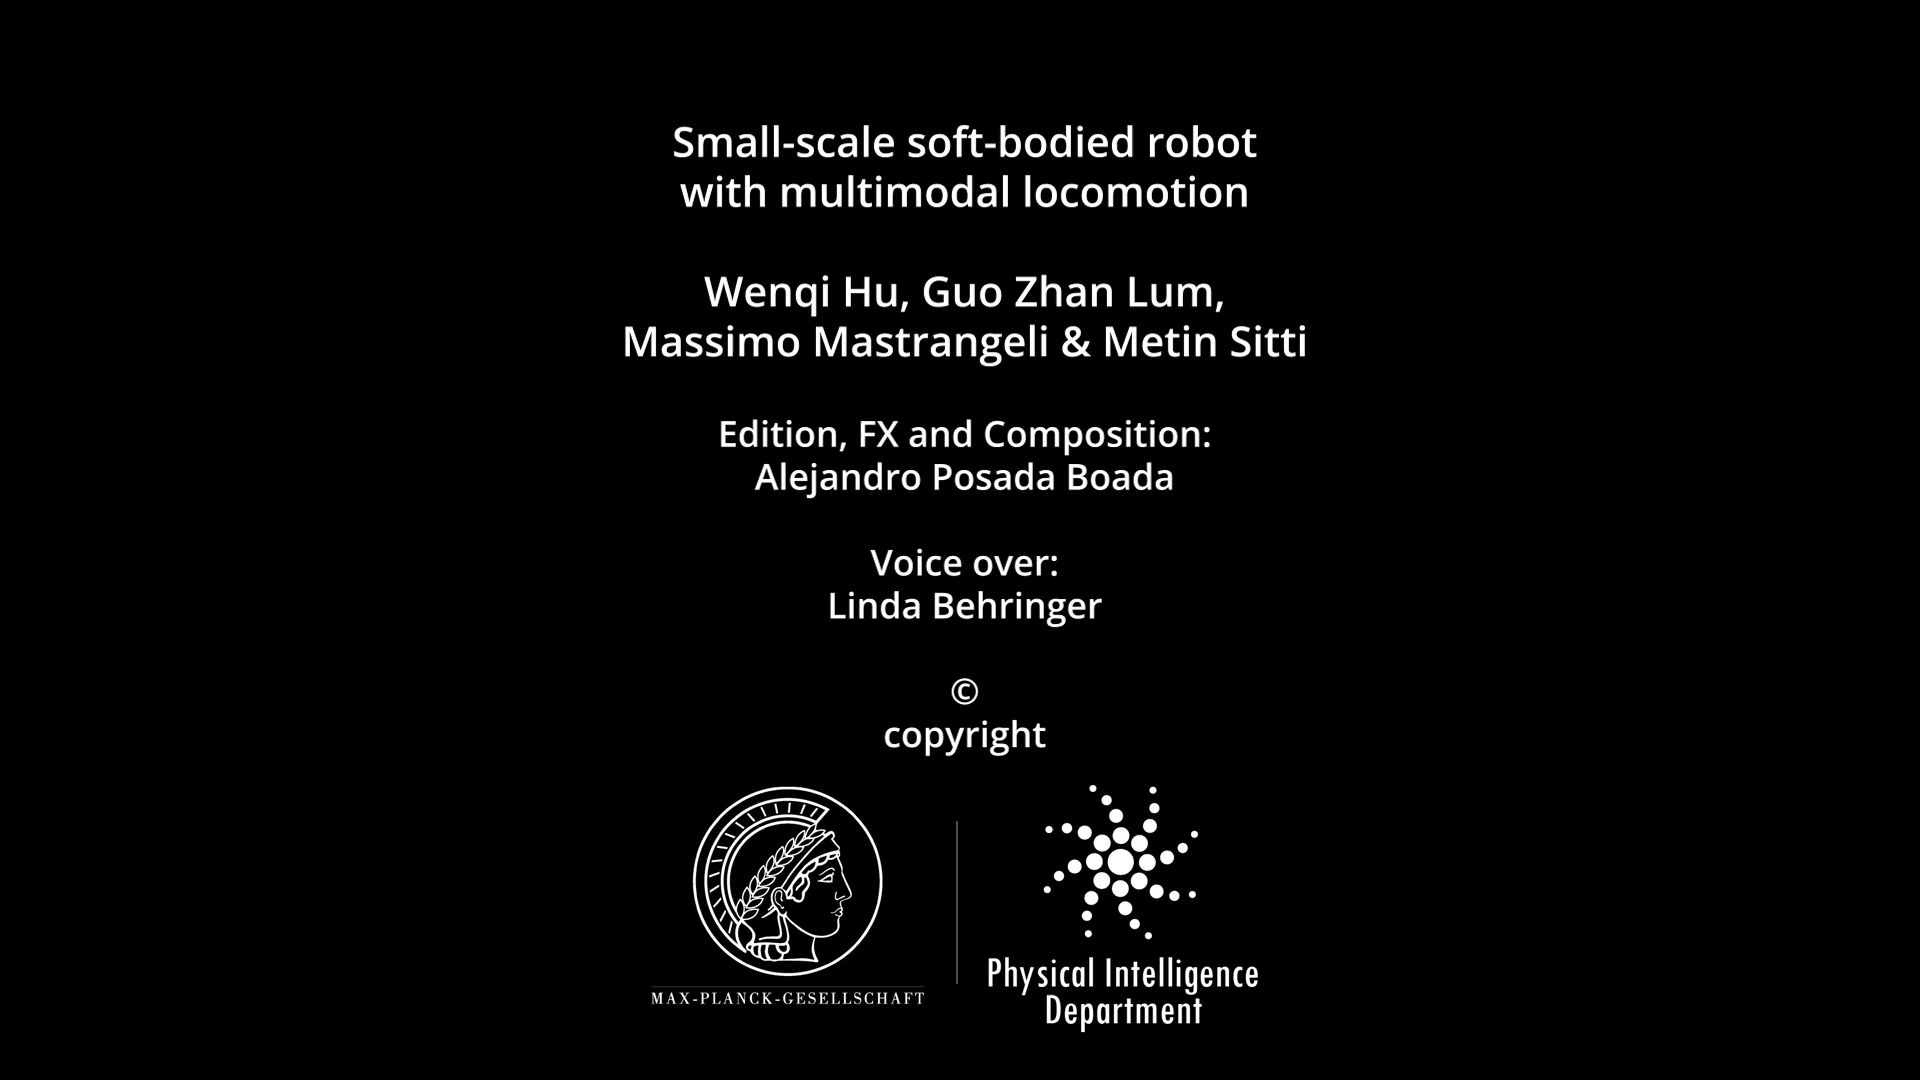 Small-scale soft-bodied robot
with multimodal locomotion
Wenqi Hu, Guo Zhan Lum,
Massimo Mastrangeli & Metin Sitti
Edition, FX and Composition:
Alejandro Posada Boada
Voice over:
Linda Behringer
©
copyright
MAX-PLANCK-GESELLSCHAFT
Physical Intelligence
Department